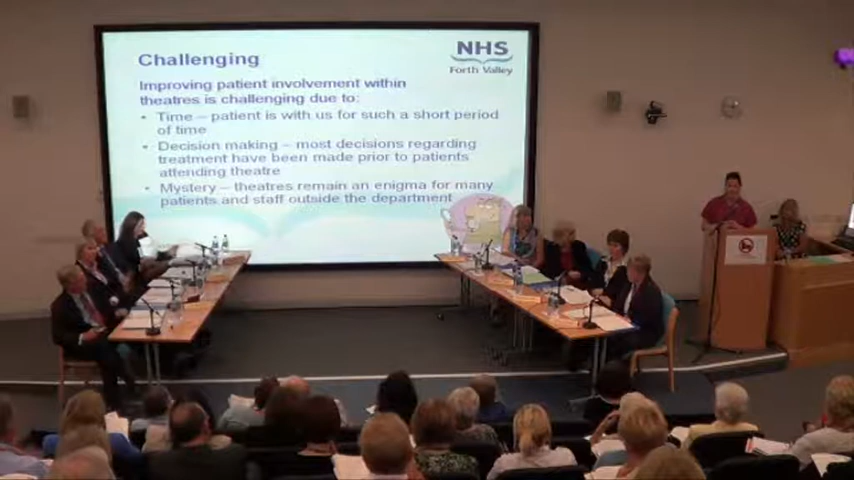 Challenging
NHS
Forth Valley
Improving patient involvement within
theatres is challenging due to:
• Time – patient is with us for such a short period
of time
• Decision making – most decisions regarding
treatment have been made prior to patients
attending theatre
• Mystery – theatres remain an enigma for many
patients and staff outside the department